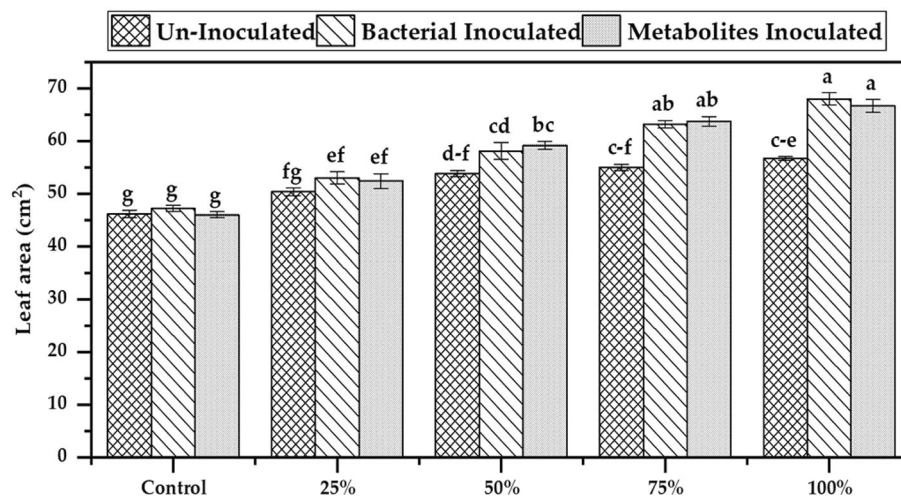 Un-Inoculated Bacterial Inoculated Metabolites Inoculated
Leaf area (cm²)
70
60
50
40
30
20
10
0
g g g
fg ef ef
d-f cd bc
c-f ab ab
c-e a a
Control 25% 50% 75% 100%